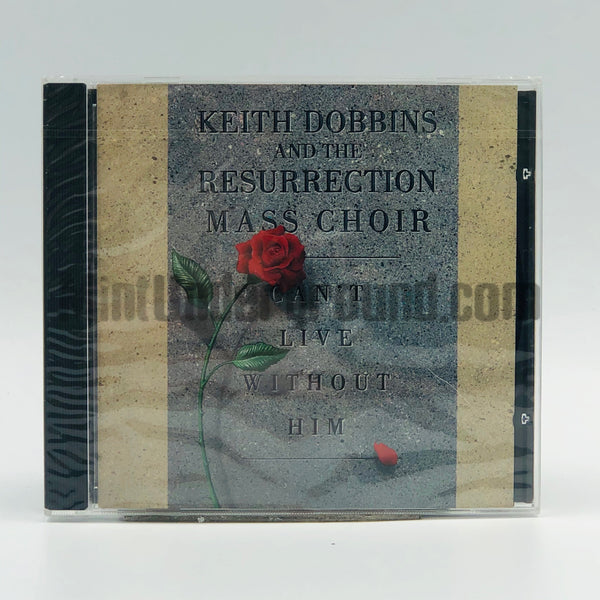 KEITH DOBBINS
AND THE
RESURRECTION
MASS CHOIR
CAN'T
LIVE
WITHOUT
HIM